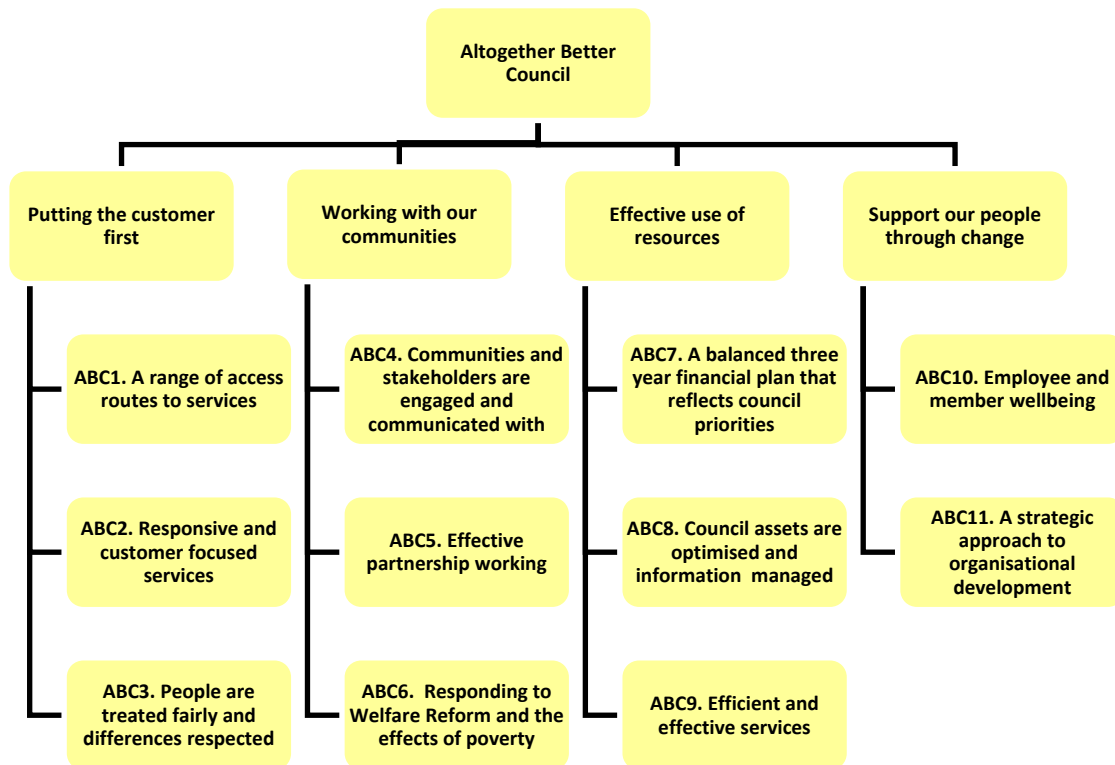 Altogether Better
Council
Putting the customer
first
Working with our
communities
Effective use of
resources
Support our people
through change
ABC1. A range of access
routes to services
ABC4. Communities and
stakeholders are
engaged and
communicated with
ABC7. A balanced three
year financial plan that
reflects council
priorities
ABC10. Employee and
member wellbeing
ABC2. Responsive and
customer focused
services
ABC5. Effective
partnership working
ABC8. Council assets are
optimised and
information  managed
ABC11. A strategic
approach to
organisational
development
ABC3. People are
treated fairly and
differences respected
ABC6.  Responding to
Welfare Reform and the
effects of poverty
ABC9. Efficient and
effective services